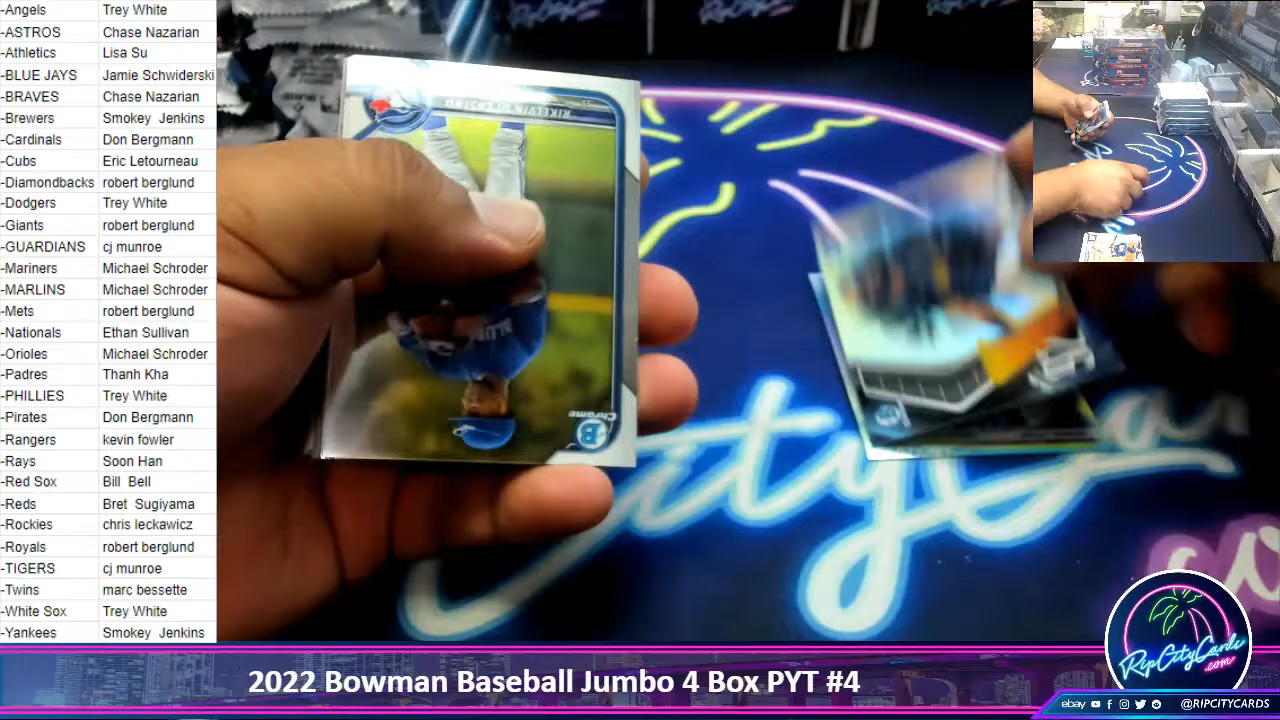 -Angels Trey White
-ASTROS Chase Nazarian
-Athletics Lisa Su
-BLUE JAYS Jamie Schwiderski
-BRAVES Chase Nazarian
-Brewers Smokey Jenkins
-Cardinals Don Bergmann
-Cubs Eric Letourneau
-Diamondbacks robert berglund
-Dodgers Trey White
-Giants robert berglund
-GUARDIANS cj munroe
-Mariners Michael Schroder
-MARLINS Michael Schroder
-Mets robert berglund
-Nationals Ethan Sullivan
-Orioles Michael Schroder
-Padres Thanh Kha
-PHILLIES Trey White
-Pirates Don Bergmann
-Rangers kevin fowler
-Rays Soon Han
-Red Sox Bill Bell
-Reds Bret Sugiyama
-Rockies chris leckawicz
-Royals robert berglund
-TIGERS cj munroe
-Twins marc bessette
-White Sox Trey White
-Yankees Smokey Jenkins
RIKELVIN DE CASTRO
B
Chrome
City
2022 Bowman Baseball Jumbo 4 Box PYT #4
RipCityCards
.com
ebay @RIPCITYCARDS